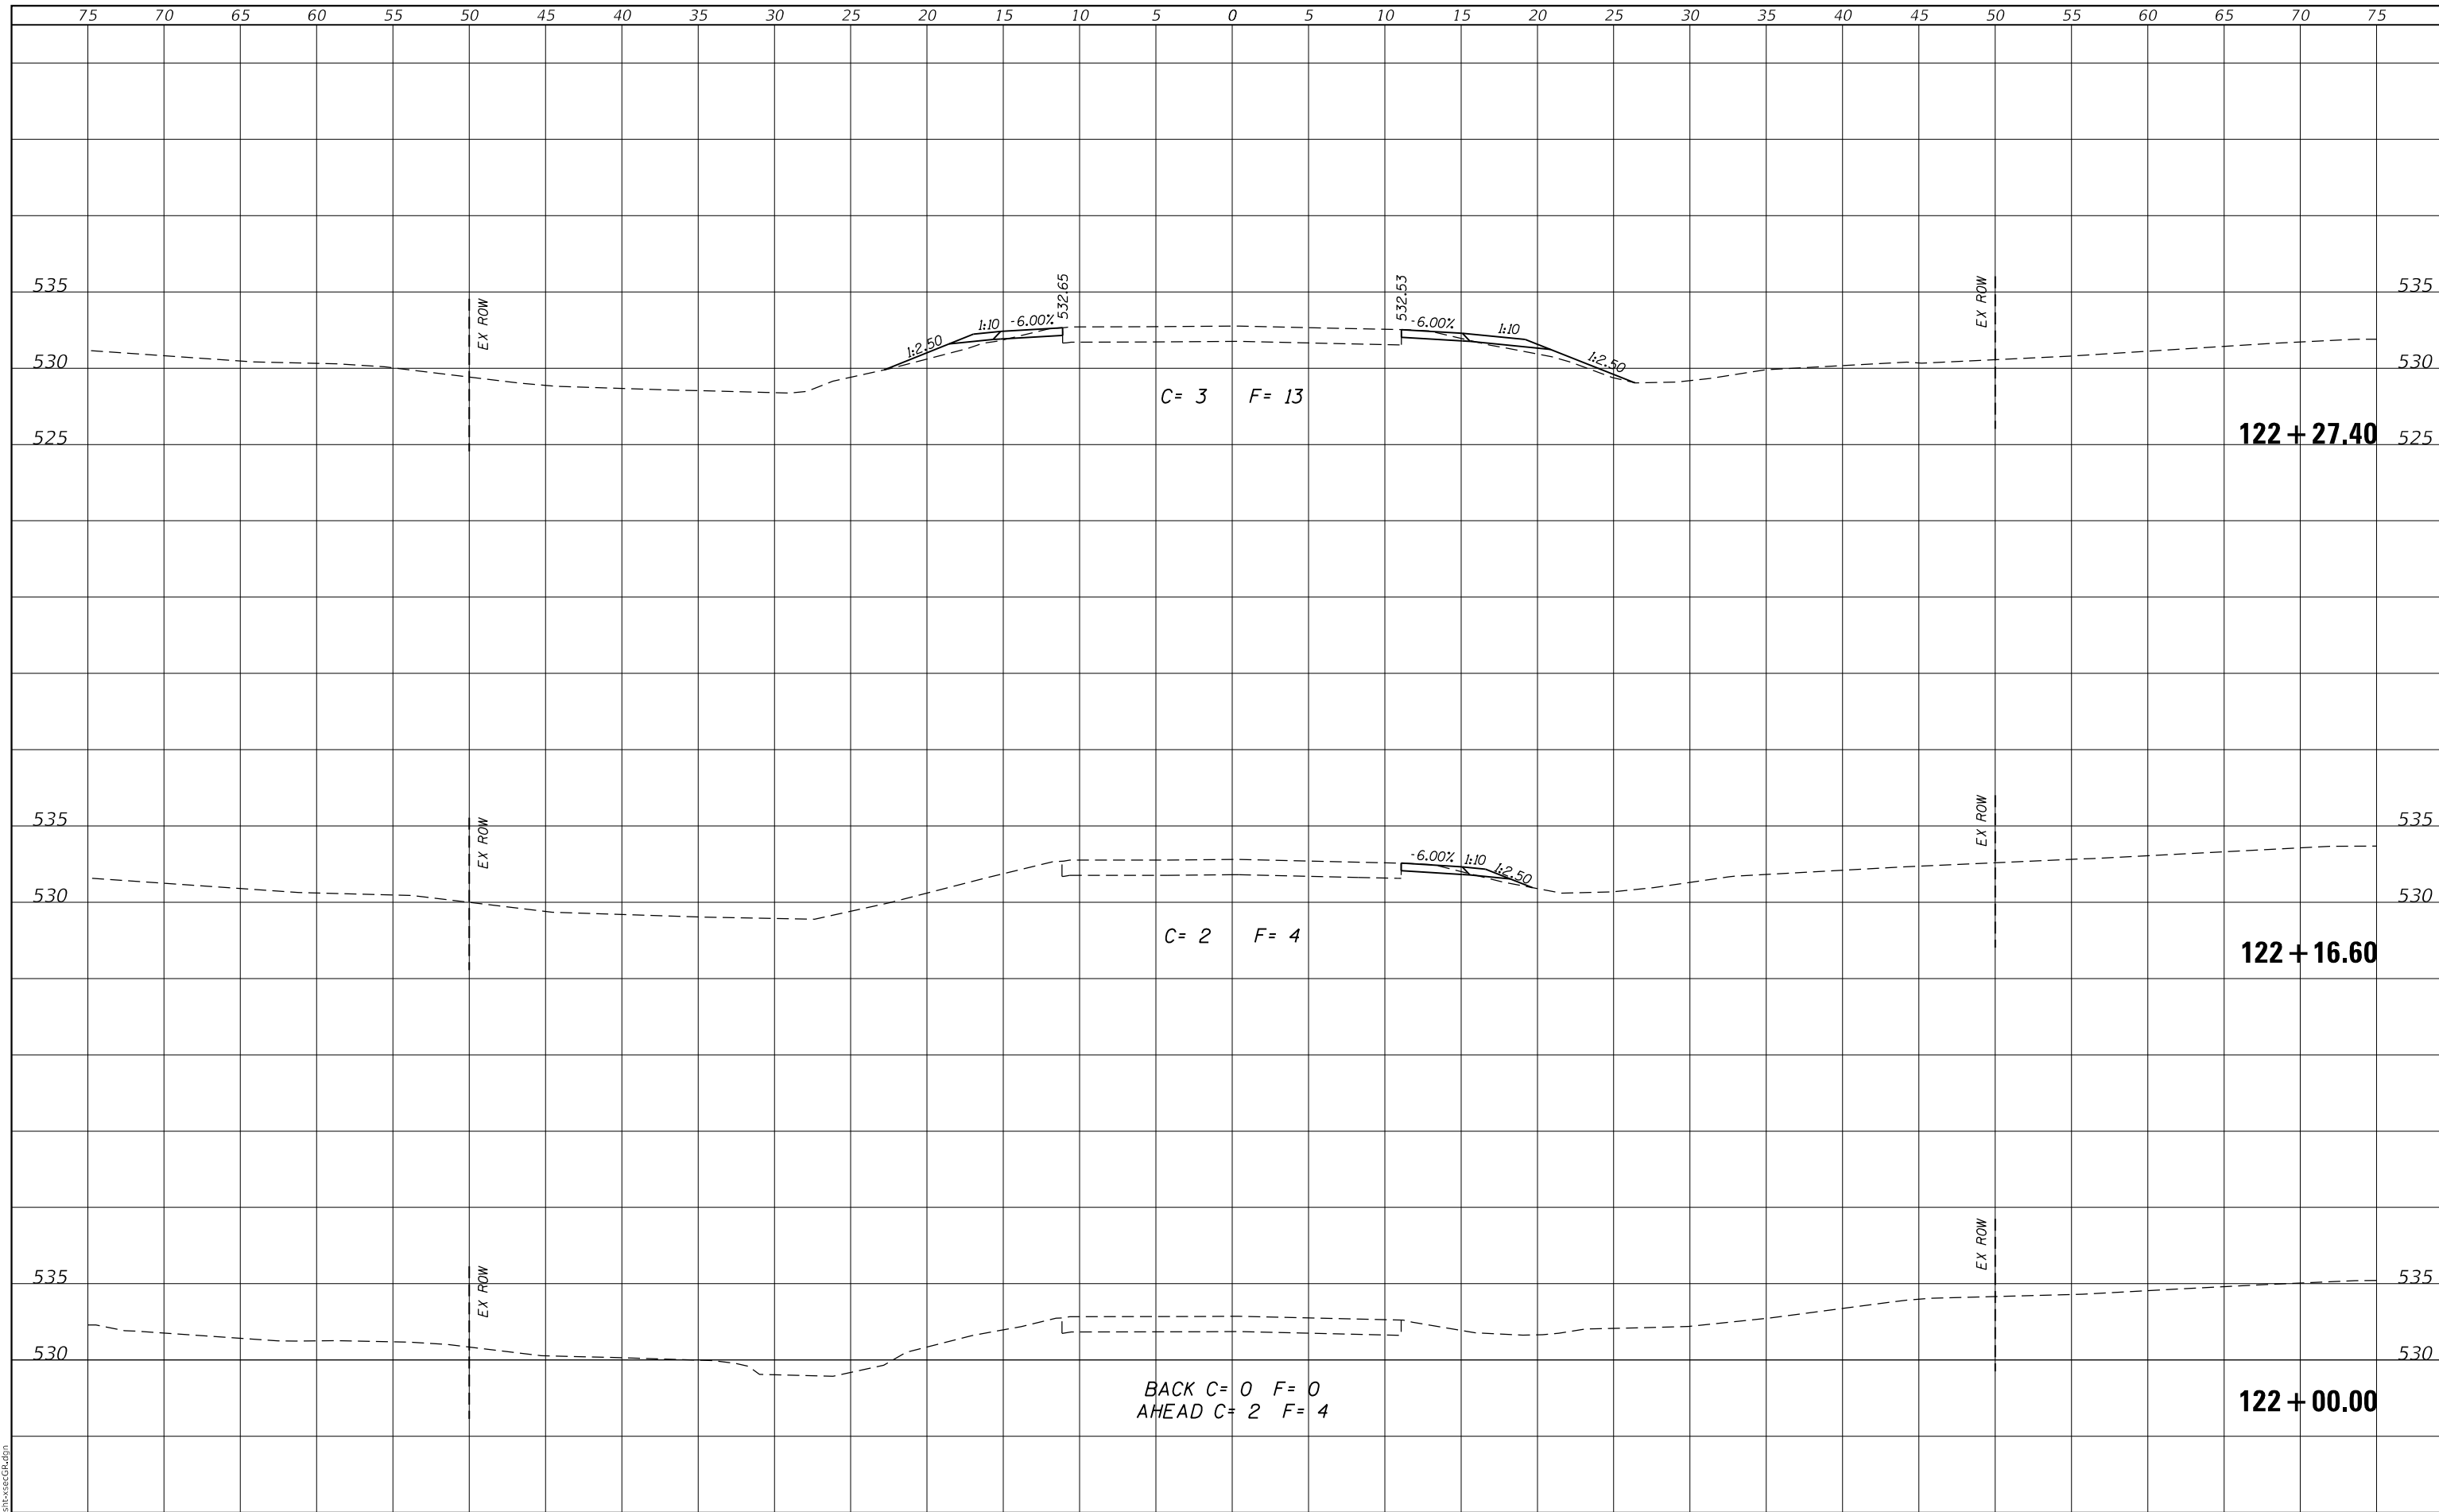 75 70 65 60 55 50 45 40 35 30 25 20 15 10 5 0 5 10 15 20 25 30 35 40 45 50 55 60 65 70 75
535 EX ROW 1:2.50 1:10 -6.00% 532.65 532.53 -6.00% 1:10 1:2.50 EX ROW 535
530 530
C= 3 F= 13
525 122+27.40 525
535 EX ROW -6.00% 1:10 1:2.50 EX ROW 535
530 530
C= 2 F= 4
122+16.60
535 EX ROW EX ROW 535
530 530
BACK C= 0 F= 0
AHEAD C= 2 F= 4
122+00.00
sht-xsecGR.dgn